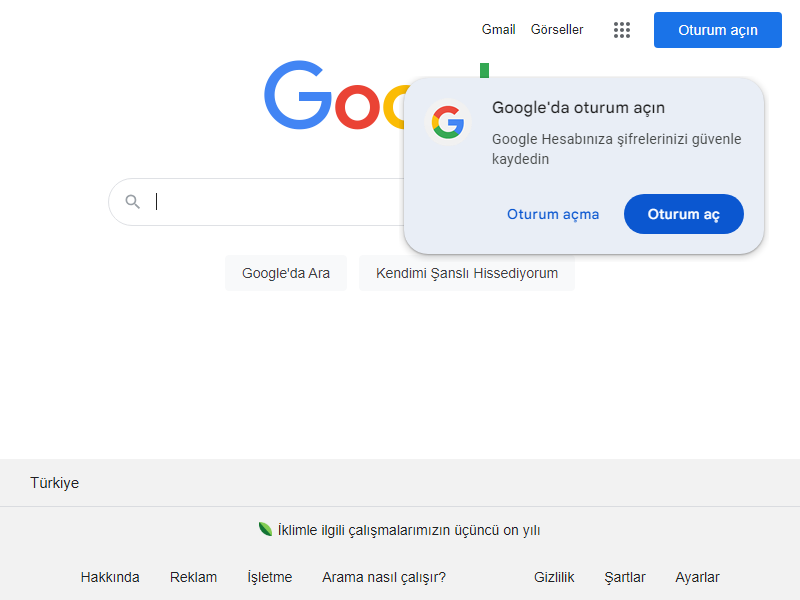 Gmail Görseller Oturum açın
Goo
Google'da oturum açın
Google Hesabınıza şifrelerinizi güvenle
kaydedin
Oturum açma Oturum aç
Google'da Ara Kendimi Şanslı Hissediyorum
Türkiye
İklimle ilgili çalışmalarımızın üçüncü on yılı
Hakkında Reklam İşletme Arama nasıl çalışır? Gizlilik Şartlar Ayarlar